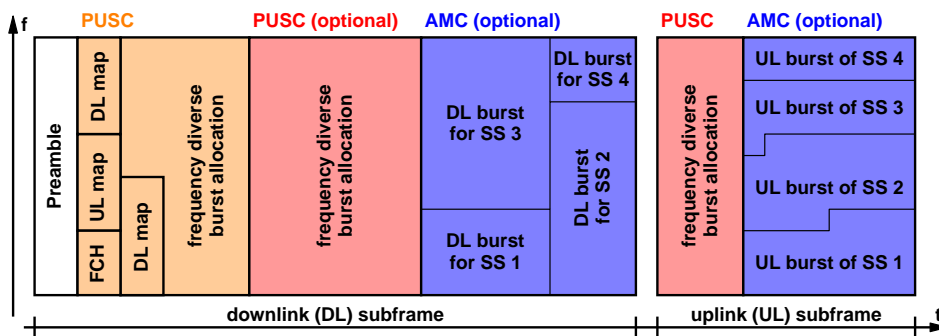 f
PUSC
PUSC (optional)
AMC (optional)
PUSC
AMC (optional)
Preamble
DL map
UL map
FCH
DL map
frequency diverse
burst allocation
frequency diverse
burst allocation
DL burst
for SS 3
DL burst
for SS 1
DL burst
for SS 4
DL burst
for SS 2
frequency diverse
burst allocation
UL burst of SS 4
UL burst of SS 3
UL burst of SS 2
UL burst of SS 1
downlink (DL) subframe
uplink (UL) subframe
t